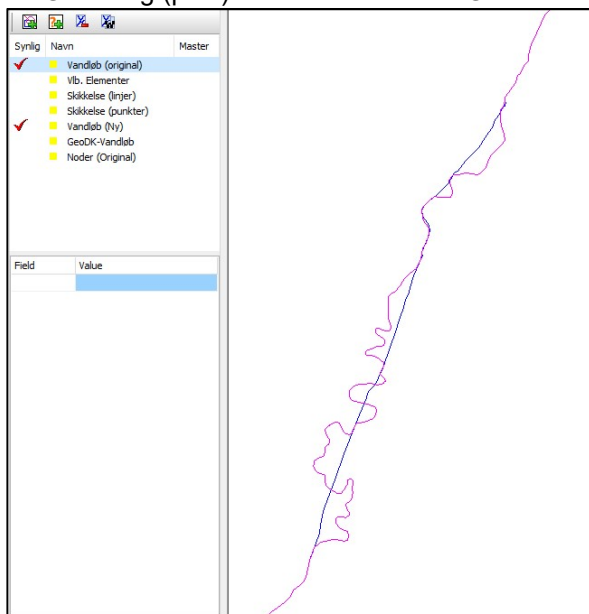 Synlig Navn Master
Vandløb (original)
Vlb. Elementer
Skikkelse (linjer)
Skikkelse (punkter)
Vandløb (Ny)
GeoDK-Vandløb
Noder (Original)
Field Value